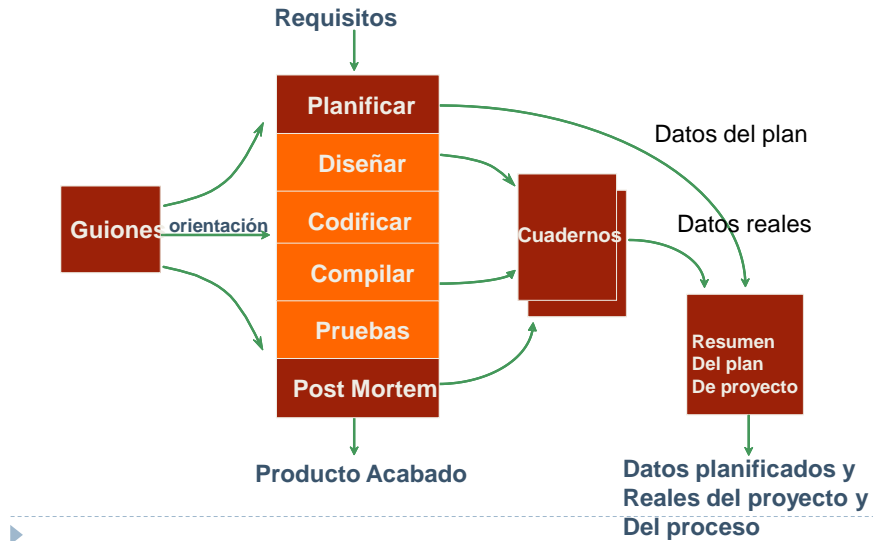 Requisitos
Planificar
Datos del plan
Diseñar
Guiones
orientación
Codificar
Cuadernos
Datos reales
Compilar
Pruebas
Resumen
Del plan
De proyecto
Post Mortem
Producto Acabado
Datos planificados y
Reales del proyecto y
Del proceso